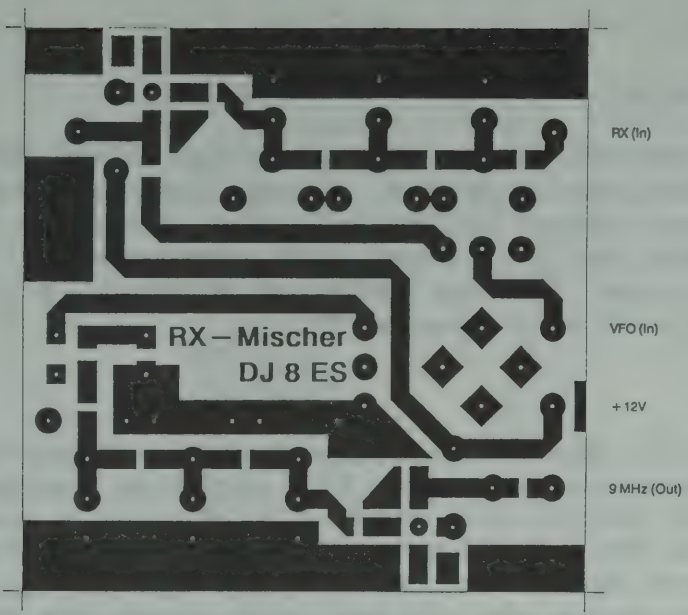 RX (In)
RX — Mischer
VFO (In)
DJ 8 ES
+ 12V
9 MHz (Out)